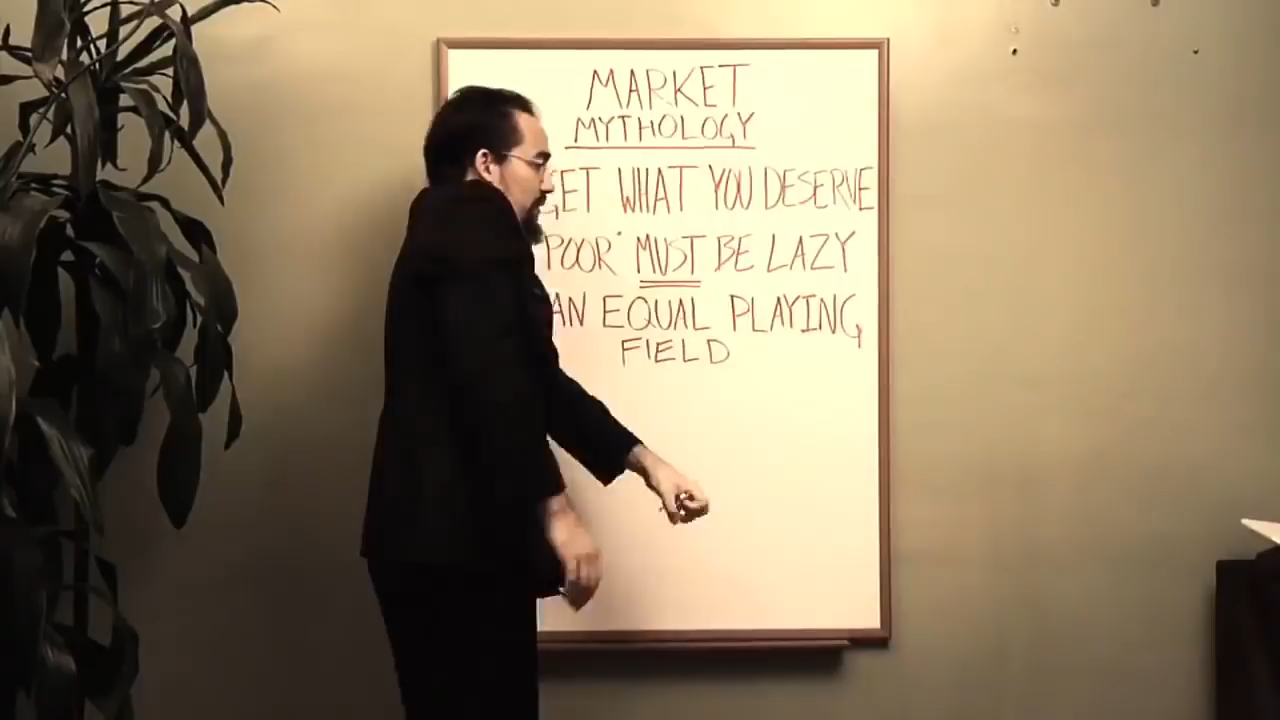 MARKET
MYTHOLOGY
GET WHAT YOU DESERVE
POOR" MUST BE LAZY
AN EQUAL PLAYING
FIELD